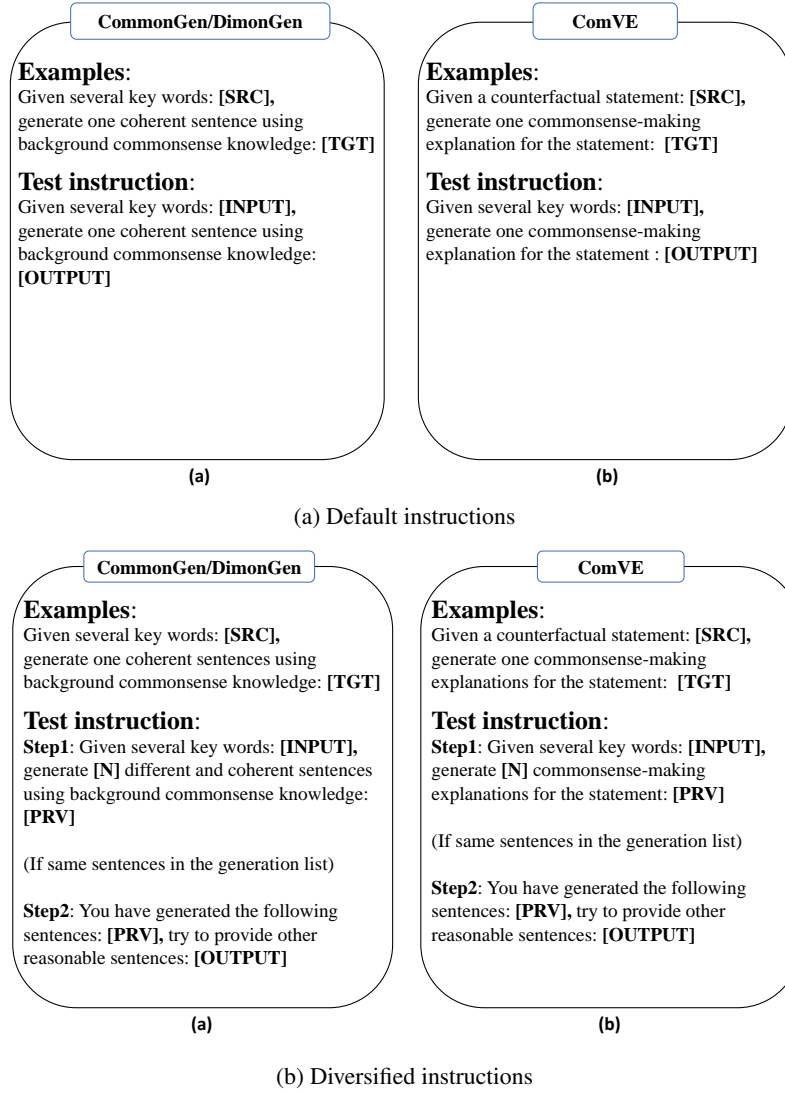 CommonGen/DimonGen
Examples:
Given several key words: [SRC],
generate one coherent sentence using
background commonsense knowledge: [TGT]
Test instruction:
Given several key words: [INPUT],
generate one coherent sentence using
background commonsense knowledge:
[OUTPUT]
(a)
ComVE
Examples:
Given a counterfactual statement: [SRC],
generate one commonsense-making
explanation for the statement: [TGT]
Test instruction:
Given several key words: [INPUT],
generate one commonsense-making
explanation for the statement : [OUTPUT]
(b)
(a) Default instructions
CommonGen/DimonGen
Examples:
Given several key words: [SRC],
generate one coherent sentences using
background commonsense knowledge: [TGT]
Test instruction:
Step1: Given several key words: [INPUT],
generate [N] different and coherent sentences
using background commonsense knowledge:
[PRV]
(If same sentences in the generation list)
Step2: You have generated the following
sentences: [PRV], try to provide other
reasonable sentences: [OUTPUT]
(a)
ComVE
Examples:
Given a counterfactual statement: [SRC],
generate one commonsense-making
explanations for the statement: [TGT]
Test instruction:
Step1: Given several key words: [INPUT],
generate [N] commonsense-making
explanations for the statement: [PRV]
(If same sentences in the generation list)
Step2: You have generated the following
sentences: [PRV], try to provide other
reasonable sentences: [OUTPUT]
(b)
(b) Diversified instructions